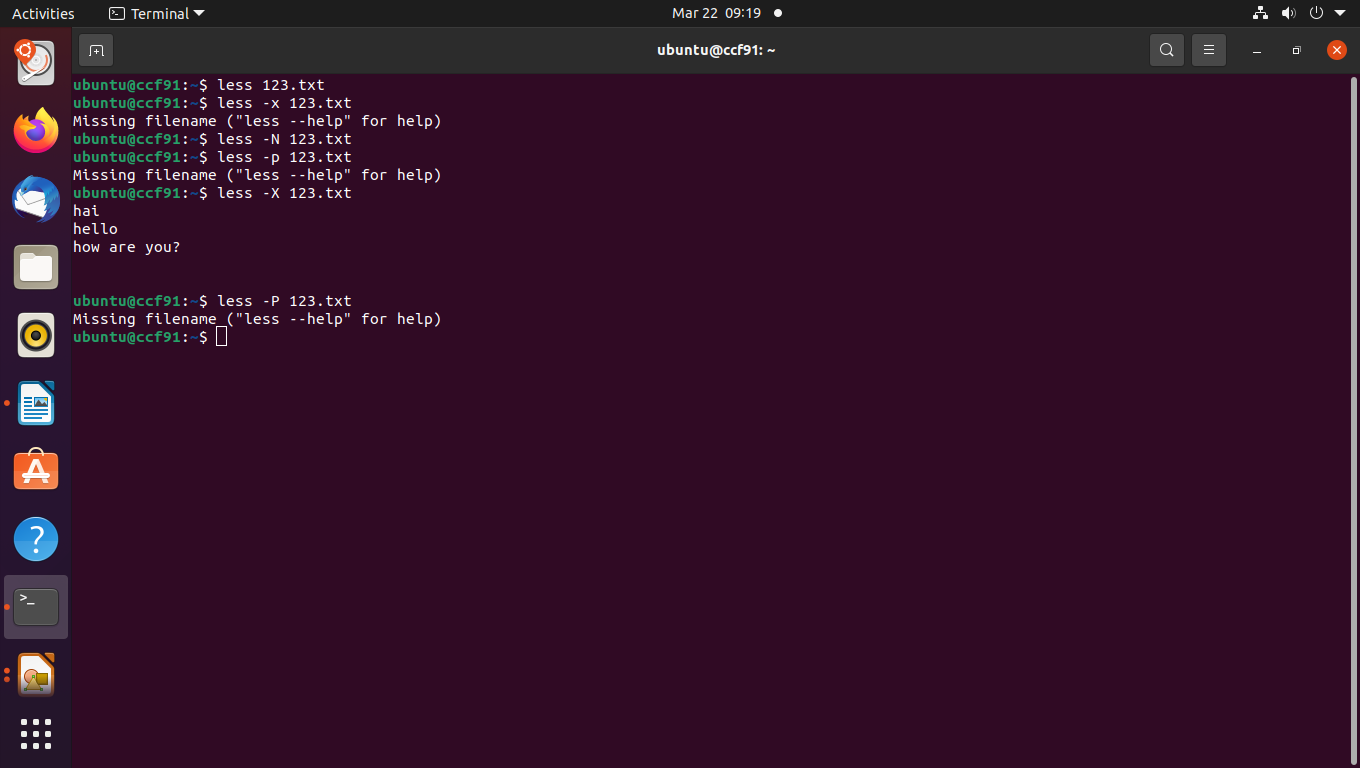 Activities Terminal Mar 22 09:19
ubuntu@ccf91: ~
ubuntu@ccf91:~$ less 123.txt
ubuntu@ccf91:~$ less -x 123.txt
Missing filename ("less --help" for help)
ubuntu@ccf91:~$ less -N 123.txt
ubuntu@ccf91:~$ less -p 123.txt
Missing filename ("less --help" for help)
ubuntu@ccf91:~$ less -X 123.txt
hai
hello
how are you?
ubuntu@ccf91:~$ less -P 123.txt
Missing filename ("less --help" for help)
ubuntu@ccf91:~$